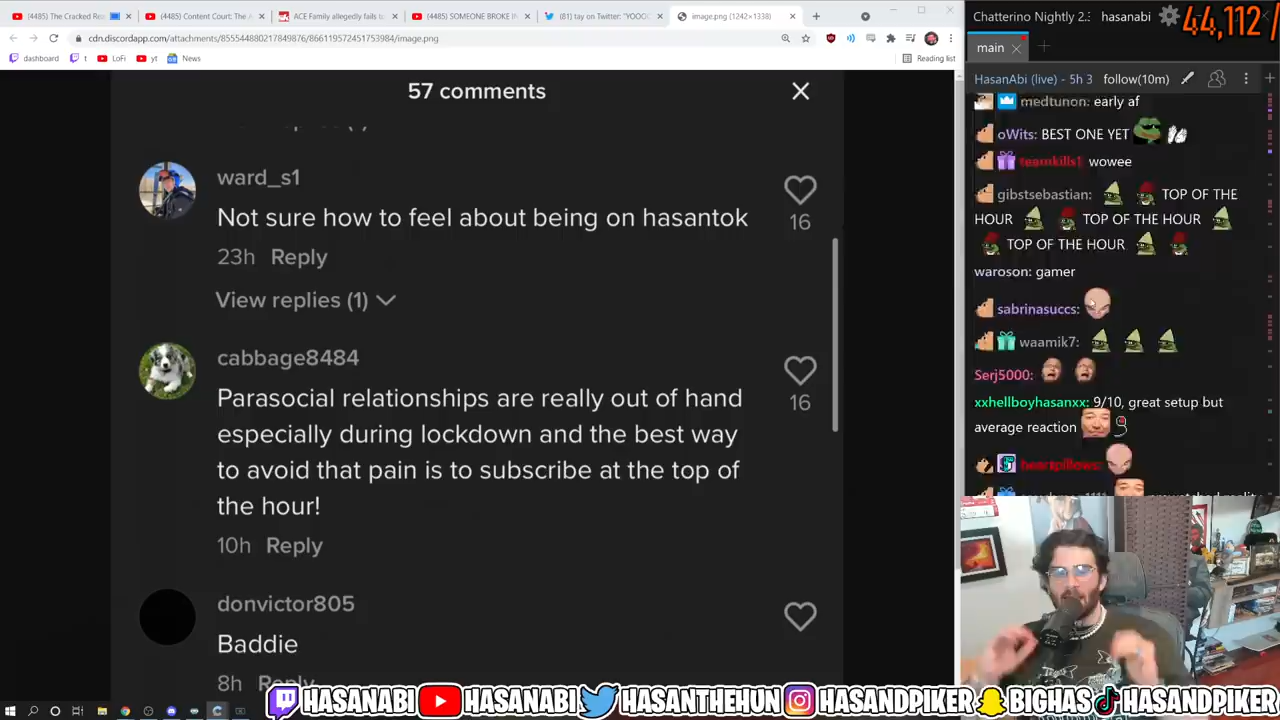 (4485) The Cracked Rea
(4485) Content Court: The A
ACE Family allegedly fails to
(4485) SOMEONE BROKE IN
(81) tay on Twitter: "YOOOC
image.png (1242×1338)
cdn.discordapp.com/attachments/855544880217849876/866119572451753984/image.png
Reading list
dashboard
t
LoFi
yt
News
57 comments
ward_s1
Not sure how to feel about being on hasantok
16
23h Reply
View replies (1)
cabbage8484
Parasocial relationships are really out of hand
especially during lockdown and the best way
to avoid that pain is to subscribe at the top of
the hour!
16
10h Reply
donvictor805
Baddie
8h Reply
Chatterino Nightly 2.
hasanabi
44,112 /
main
HasanAbi (live) - 5h 3
follow(10m)
medtunon: early af
oWits: BEST ONE YET
teamkills1 wowee
gibstsebastian: TOP OF THE
HOUR TOP OF THE HOUR
TOP OF THE HOUR
waroson: gamer
sabrinasuccs:
waamik7:
Serj5000:
xxhellboyhasanxx: 9/10, great setup but
average reaction
heartpillows:
HASANABI HASANABI HASANTHEHUN HASANDPIKER BIGHAS HASANDPIKER